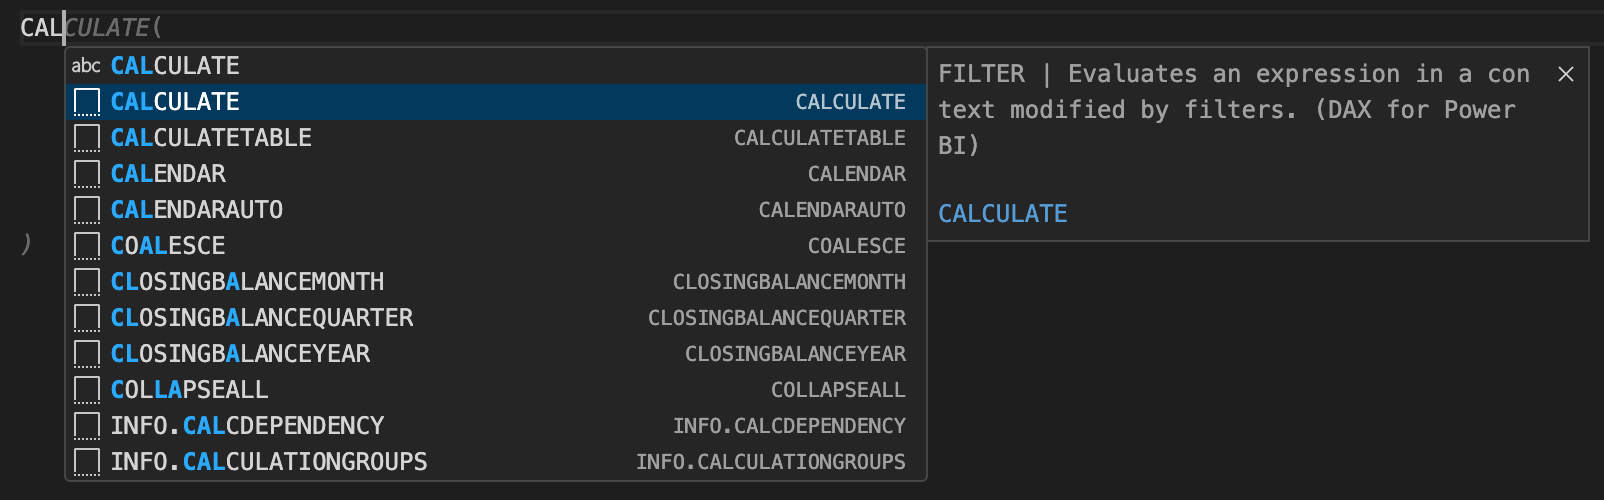 CALCULATE(
abc CALCULATE
CALCULATE CALCULATE
CALCULATETABLE CALCULATETABLE
CALENDAR CALENDAR
CALENDARAUTO CALENDARAUTO
COALESCE COALESCE
CLOSINGBALANCEMONTH CLOSINGBALANCEMONTH
CLOSINGBALANCEQUARTER CLOSINGBALANCEQUARTER
CLOSINGBALANCEYEAR CLOSINGBALANCEYEAR
COLLAPSEALL COLLAPSEALL
INFO.CALCDEPENDENCY INFO.CALCDEPENDENCY
INFO.CALCULATIONGROUPS INFO.CALCULATIONGROUPS
)
FILTER | Evaluates an expression in a con
text modified by filters. (DAX for Power
BI)
CALCULATE